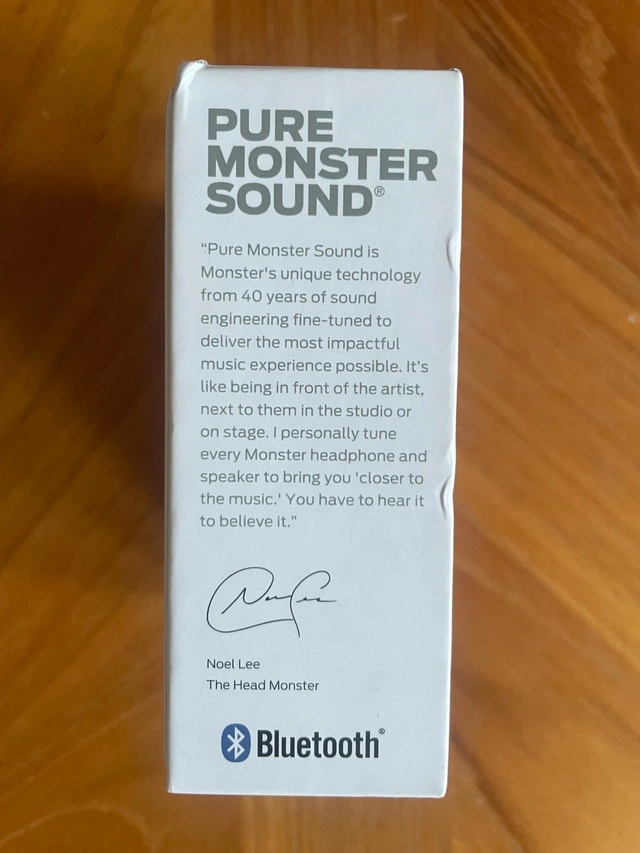 PURE
MONSTER
SOUND®
“Pure Monster Sound is
Monster's unique technology
from 40 years of sound
engineering fine-tuned to
deliver the most impactful
music experience possible. It’s
like being in front of the artist,
next to them in the studio or
on stage. I personally tune
every Monster headphone and
speaker to bring you 'closer to
the music.' You have to hear it
to believe it.”
Noel Lee
Noel Lee
The Head Monster
Bluetooth®